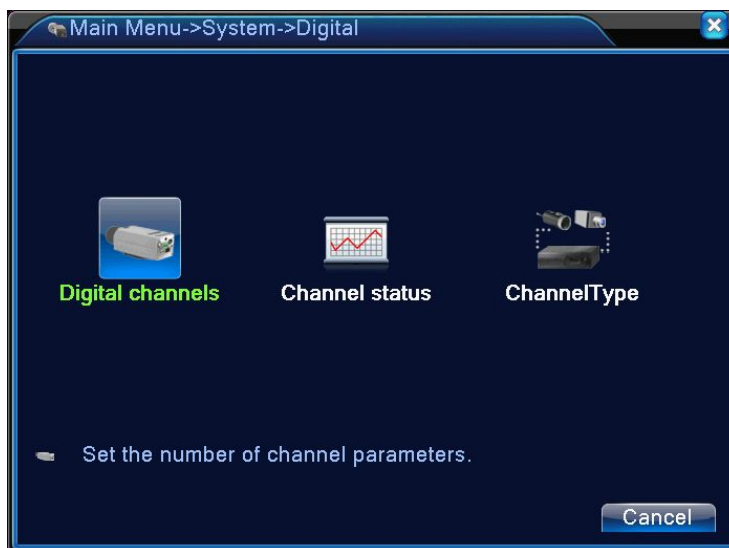 Main Menu->System->Digital
Digital channels
Channel status
ChannelType
Set the number of channel parameters.
Cancel